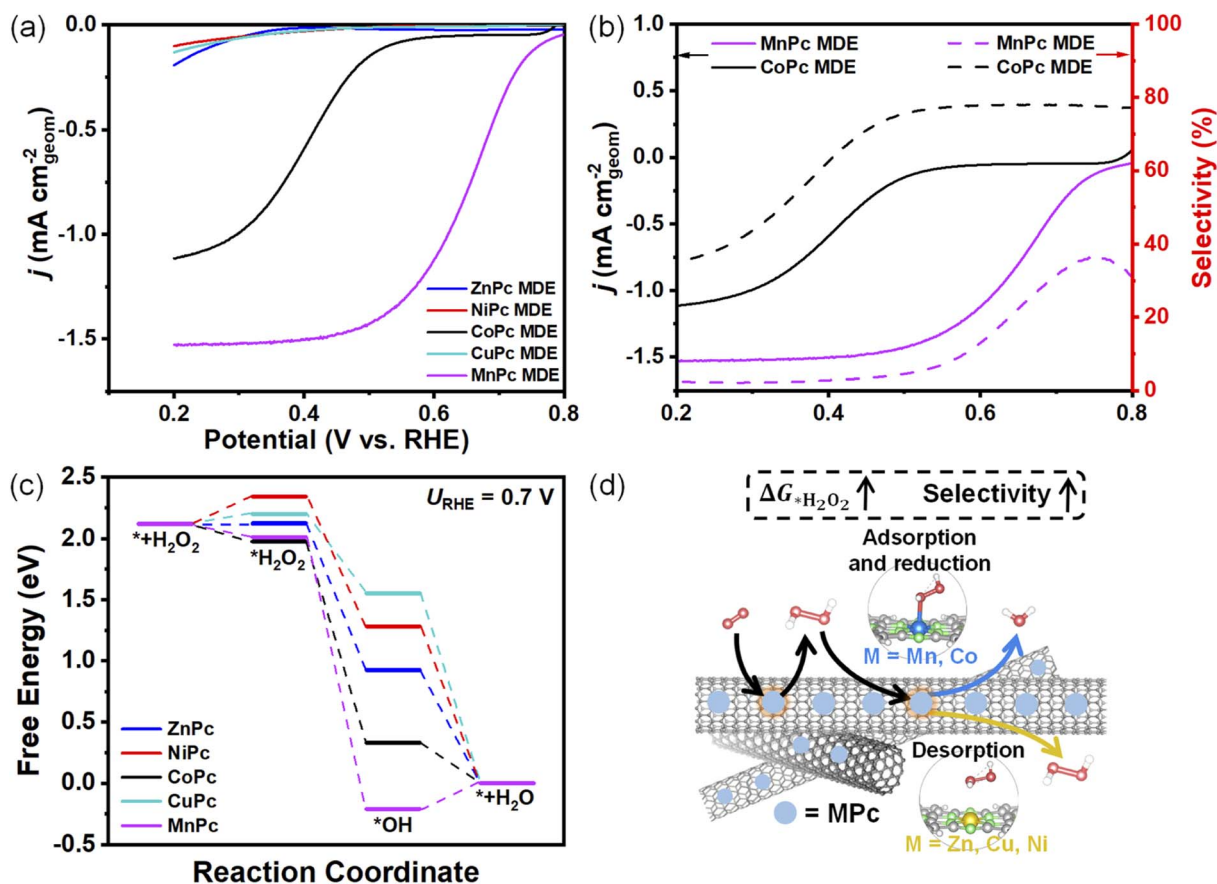 (a)
0.0
-0.5
-1.0
-1.5
j (mA cm⁻²geom)
ZnPc MDE
NiPc MDE
CoPc MDE
CuPc MDE
MnPc MDE
0.2 0.4 0.6 0.8
Potential (V vs. RHE)
(b)
1.0
0.5
0.0
-0.5
-1.0
-1.5
j (mA cm⁻²geom)
MnPc MDE MnPc MDE
CoPc MDE CoPc MDE
100
80
60
40
20
0
Selectivity (%)
0.2 0.4 0.6 0.8
(c)
2.5
2.0
1.5
1.0
0.5
0.0
-0.5
Free Energy (eV)
U_RHE = 0.7 V
*+H₂O₂
*H₂O₂
*OH
*+H₂O
ZnPc
NiPc
CoPc
CuPc
MnPc
Reaction Coordinate
(d)
ΔG*H₂O₂ ↑ Selectivity ↑
Adsorption
and reduction
M = Mn, Co
Desorption
= MPc
M = Zn, Cu, Ni